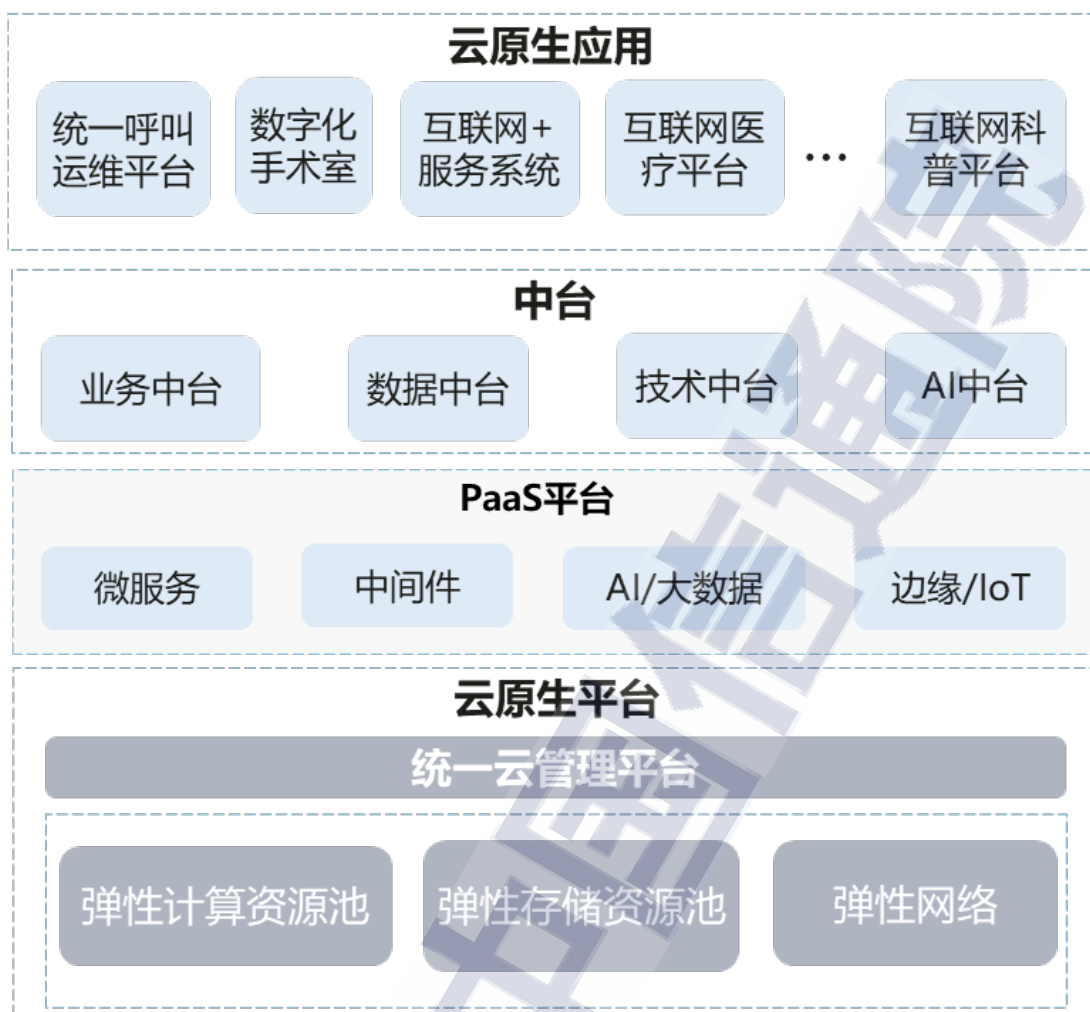 云原生应用
统一呼叫
运维平台
数字化
手术室
互联网+
服务系统
互联网医
疗平台
...
互联网科
普平台
中台
业务中台
数据中台
技术中台
AI中台
PaaS平台
微服务
中间件
AI/大数据
边缘/IoT
云原生平台
统一云管理平台
弹性计算资源池
弹性存储资源池
弹性网络
中国信通院